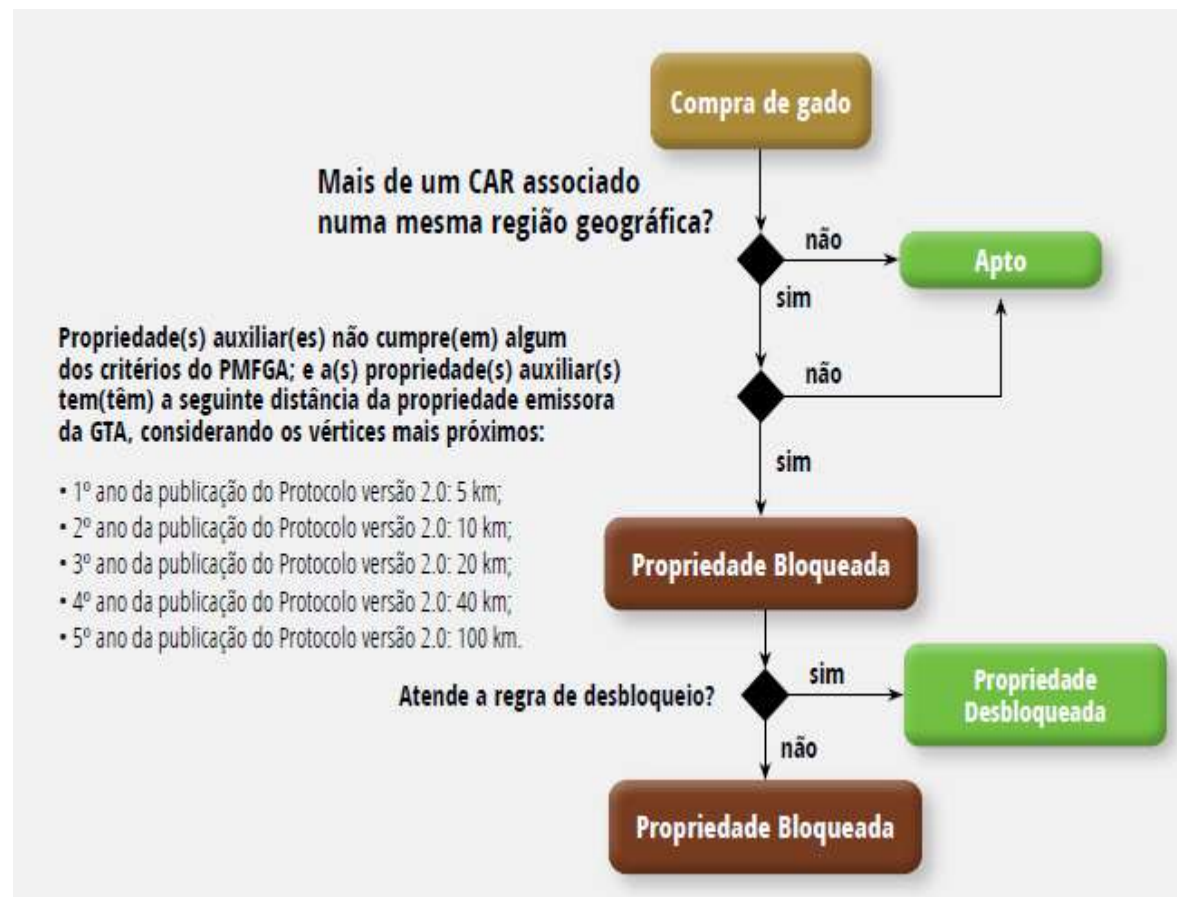 Compra de gado
Mais de um CAR associado
numa mesma região geográfica?
não
Apto
sim
Propriedade(s) auxiliar(es) não cumpre(em) algum
dos critérios do PMFGA; e a(s) propriedade(s) auxiliar(s)
tem(têm) a seguinte distância da propriedade emissora
da GTA, considerando os vértices mais próximos:
não
sim
• 1º ano da publicação do Protocolo versão 2.0: 5 km;
• 2º ano da publicação do Protocolo versão 2.0: 10 km;
• 3º ano da publicação do Protocolo versão 2.0: 20 km;
• 4º ano da publicação do Protocolo versão 2.0: 40 km;
• 5º ano da publicação do Protocolo versão 2.0: 100 km.
Propriedade Bloqueada
Atende a regra de desbloqueio?
sim
Propriedade
Desbloqueada
não
Propriedade Bloqueada